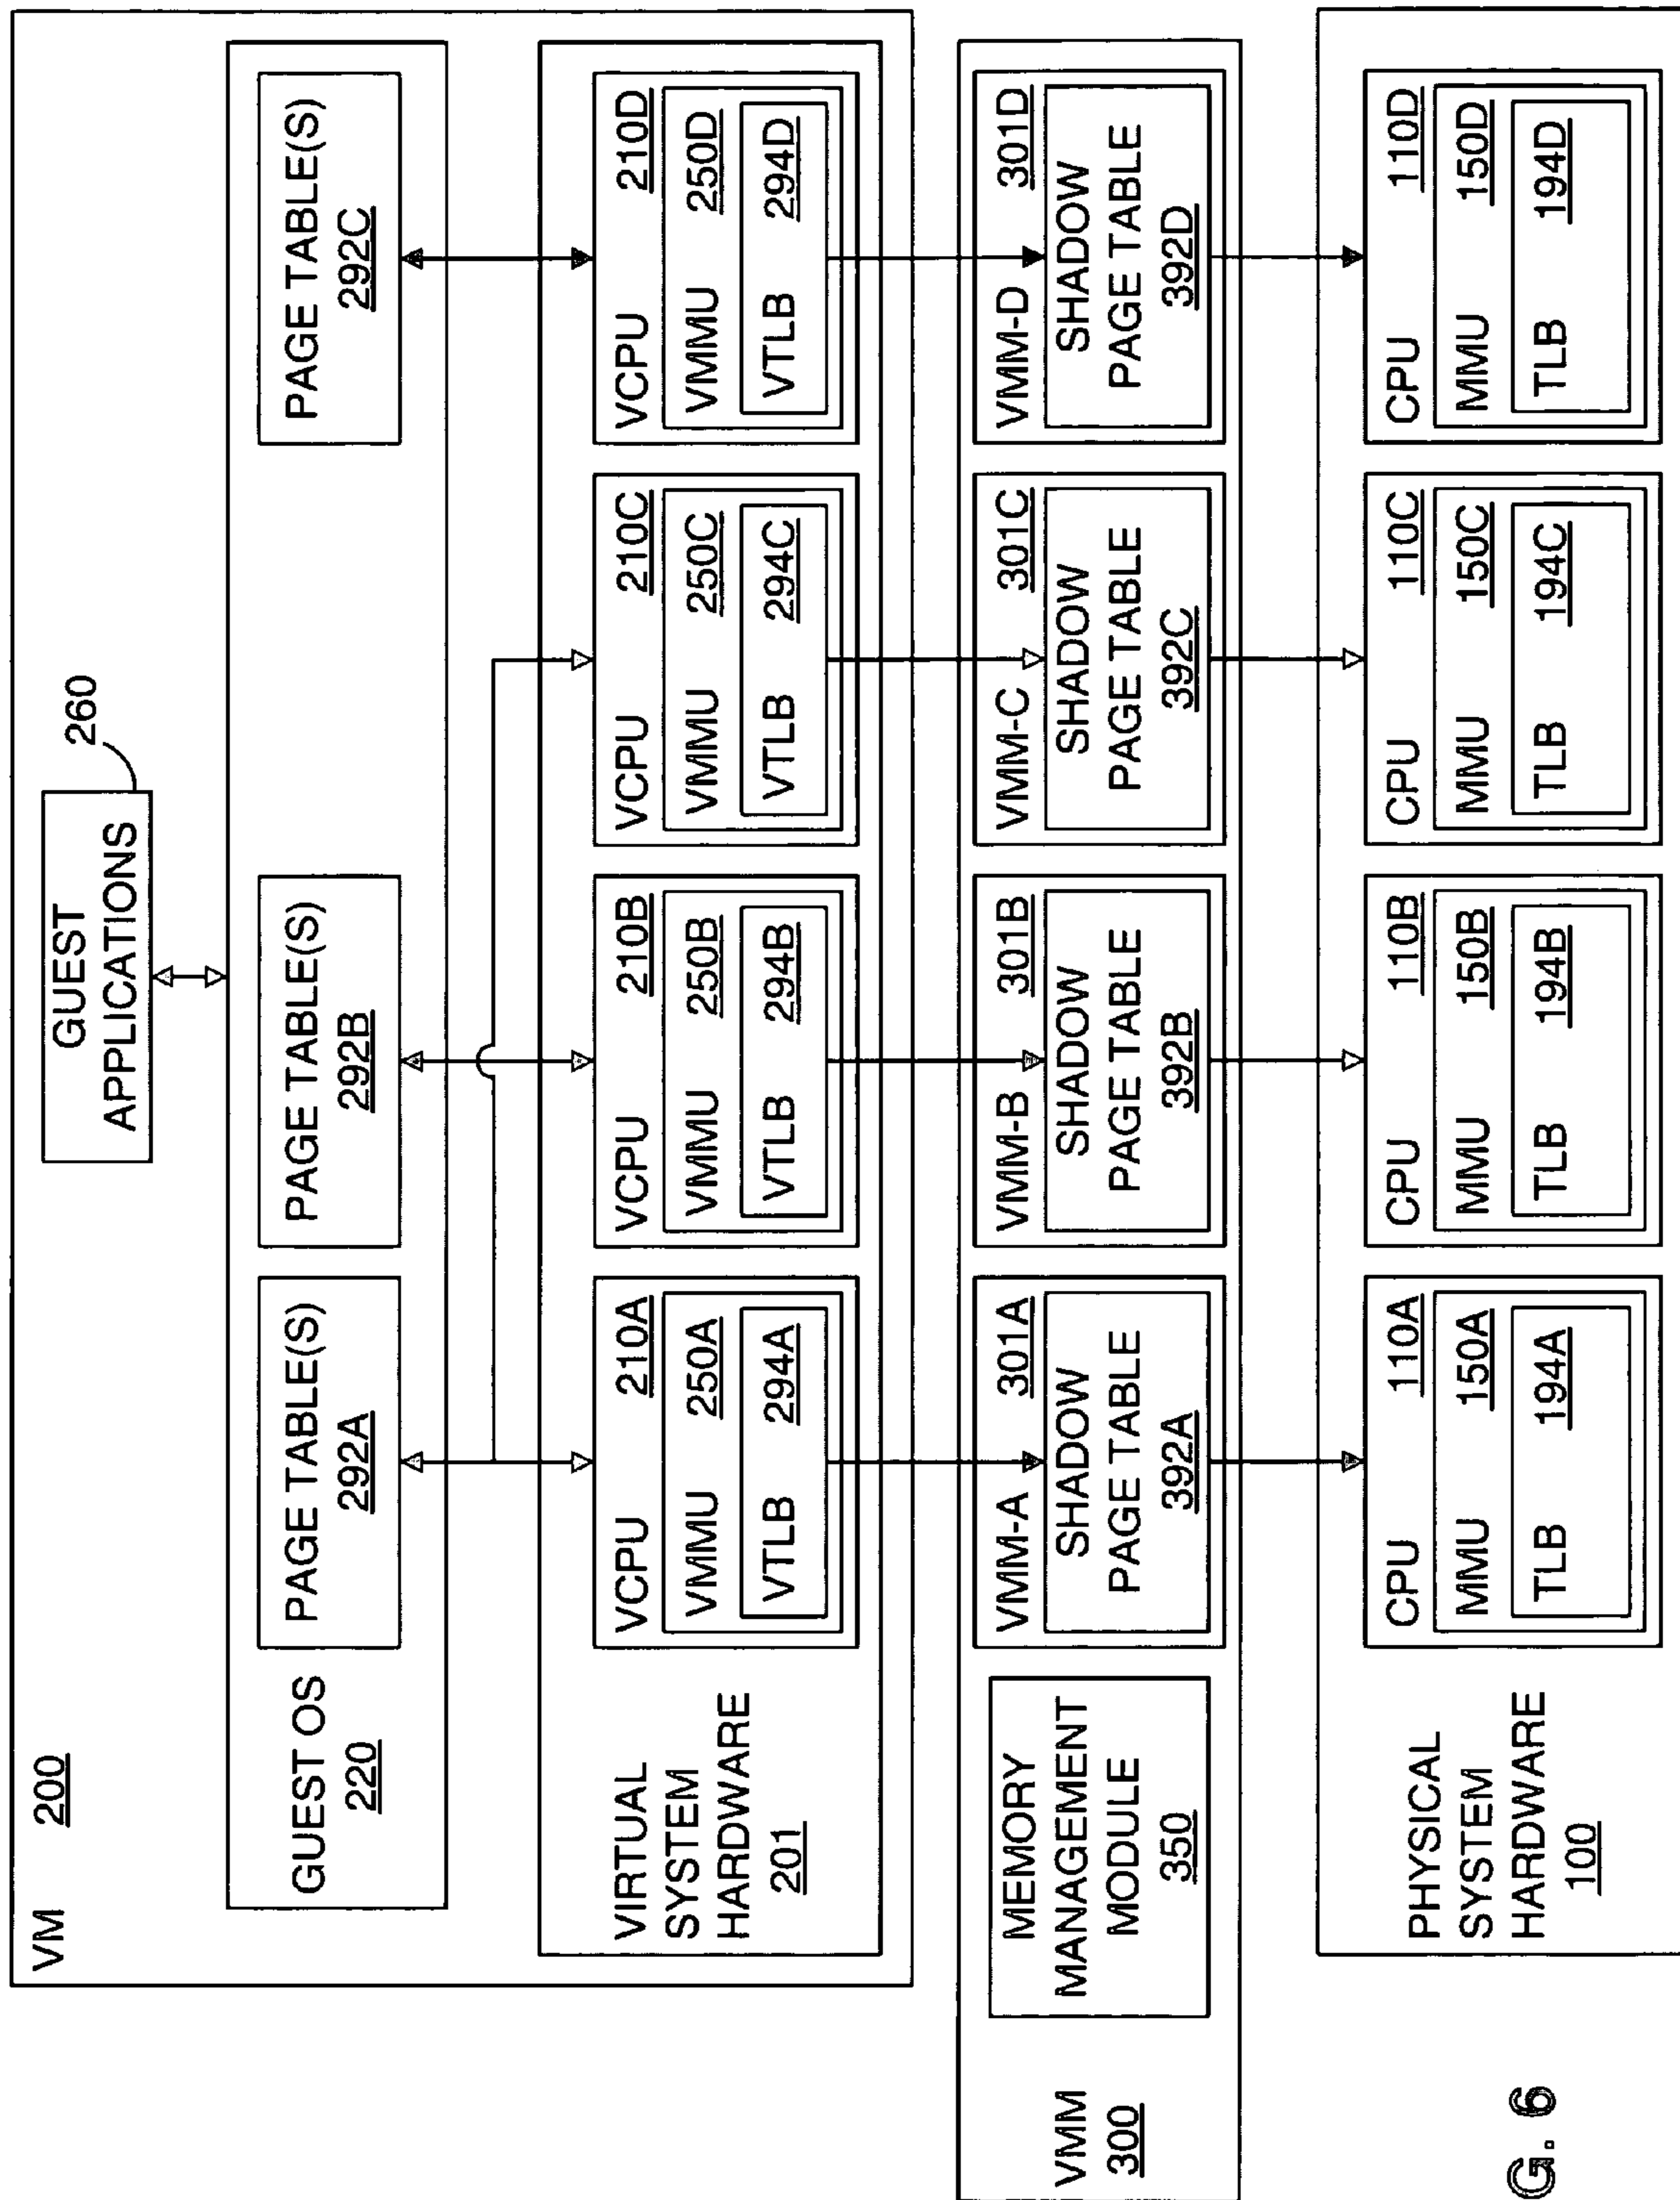 VM 200
GUEST
APPLICATIONS
260
GUEST OS
220
PAGE TABLE(S)
292A
PAGE TABLE(S)
292B
PAGE TABLE(S)
292C
VIRTUAL
SYSTEM
HARDWARE
201
VCPU 210A
VMMU 250A
VTLB 294A
VCPU 210B
VMMU 250B
VTLB 294B
VCPU 210C
VMMU 250C
VTLB 294C
VCPU 210D
VMMU 250D
VTLB 294D
VMM
300
MEMORY
MANAGEMENT
MODULE
350
VMM-A 301A
SHADOW
PAGE TABLE
392A
VMM-B 301B
SHADOW
PAGE TABLE
392B
VMM-C 301C
SHADOW
PAGE TABLE
392C
VMM-D 301D
SHADOW
PAGE TABLE
392D
PHYSICAL
SYSTEM
HARDWARE
100
CPU 110A
MMU 150A
TLB 194A
CPU 110B
MMU 150B
TLB 194B
CPU 110C
MMU 150C
TLB 194C
CPU 110D
MMU 150D
TLB 194D
G. 6